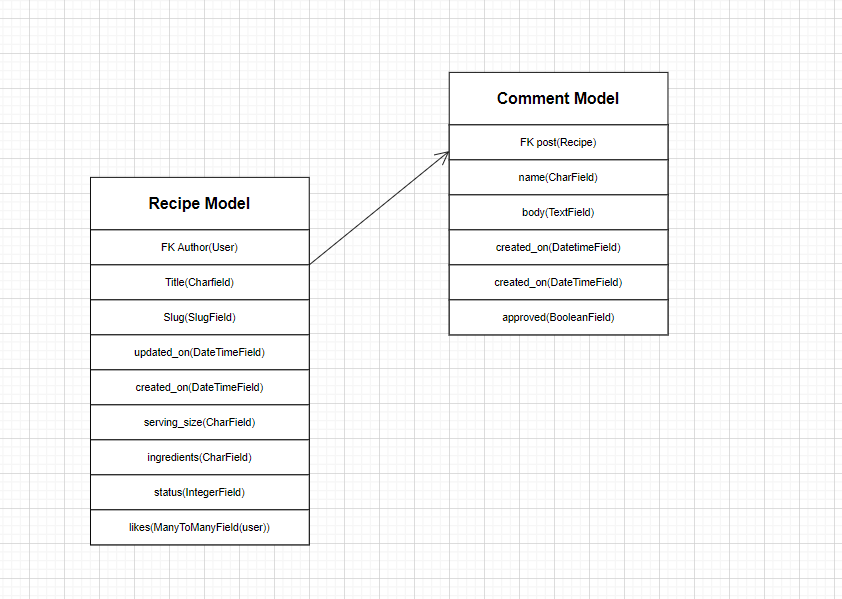 Comment Model
FK post(Recipe)
name(CharField)
body(TextField)
created_on(DatetimeField)
created_on(DateTimeField)
approved(BooleanField)
Recipe Model
FK Author(User)
Title(Charfield)
Slug(SlugField)
updated_on(DateTimeField)
created_on(DateTimeField)
serving_size(CharField)
ingredients(CharField)
status(IntegerField)
likes(ManyToManyField(user))